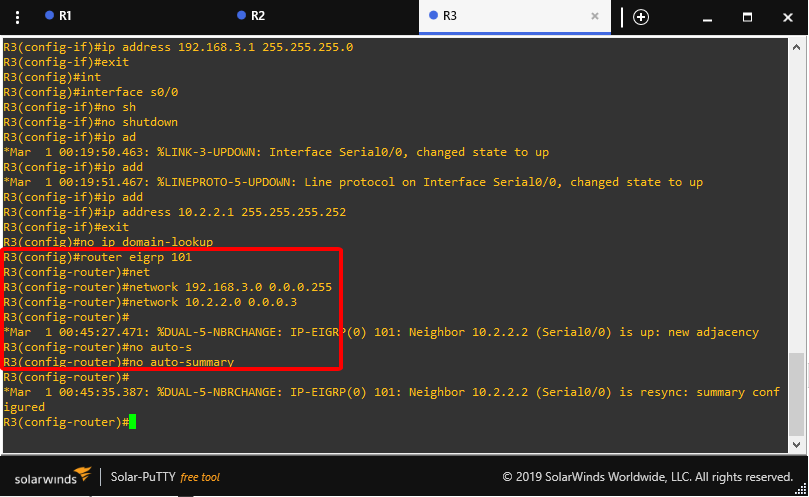 R1
R2
R3
R3(config-if)#ip address 192.168.3.1 255.255.255.0
R3(config-if)#exit
R3(config)#int
R3(config)#interface s0/0
R3(config-if)#no sh
R3(config-if)#no shutdown
R3(config-if)#ip ad
*Mar  1 00:19:50.463: %LINK-3-UPDOWN: Interface Serial0/0, changed state to up
R3(config-if)#ip add
*Mar  1 00:19:51.467: %LINEPROTO-5-UPDOWN: Line protocol on Interface Serial0/0, changed state to up
R3(config-if)#ip add
R3(config-if)#ip address 10.2.2.1 255.255.255.252
R3(config-if)#exit
R3(config)#no ip domain-lookup
R3(config)#router eigrp 101
R3(config-router)#net
R3(config-router)#network 192.168.3.0 0.0.0.255
R3(config-router)#network 10.2.2.0 0.0.0.3
R3(config-router)#
*Mar  1 00:45:27.471: %DUAL-5-NBRCHANGE: IP-EIGRP(0) 101: Neighbor 10.2.2.2 (Serial0/0) is up: new adjacency
R3(config-router)#no auto-s
R3(config-router)#no auto-summary
R3(config-router)#
*Mar  1 00:45:35.387: %DUAL-5-NBRCHANGE: IP-EIGRP(0) 101: Neighbor 10.2.2.2 (Serial0/0) is resync: summary conf
igured
R3(config-router)#
solarwinds Solar-PuTTY free tool © 2019 SolarWinds Worldwide, LLC. All rights reserved.